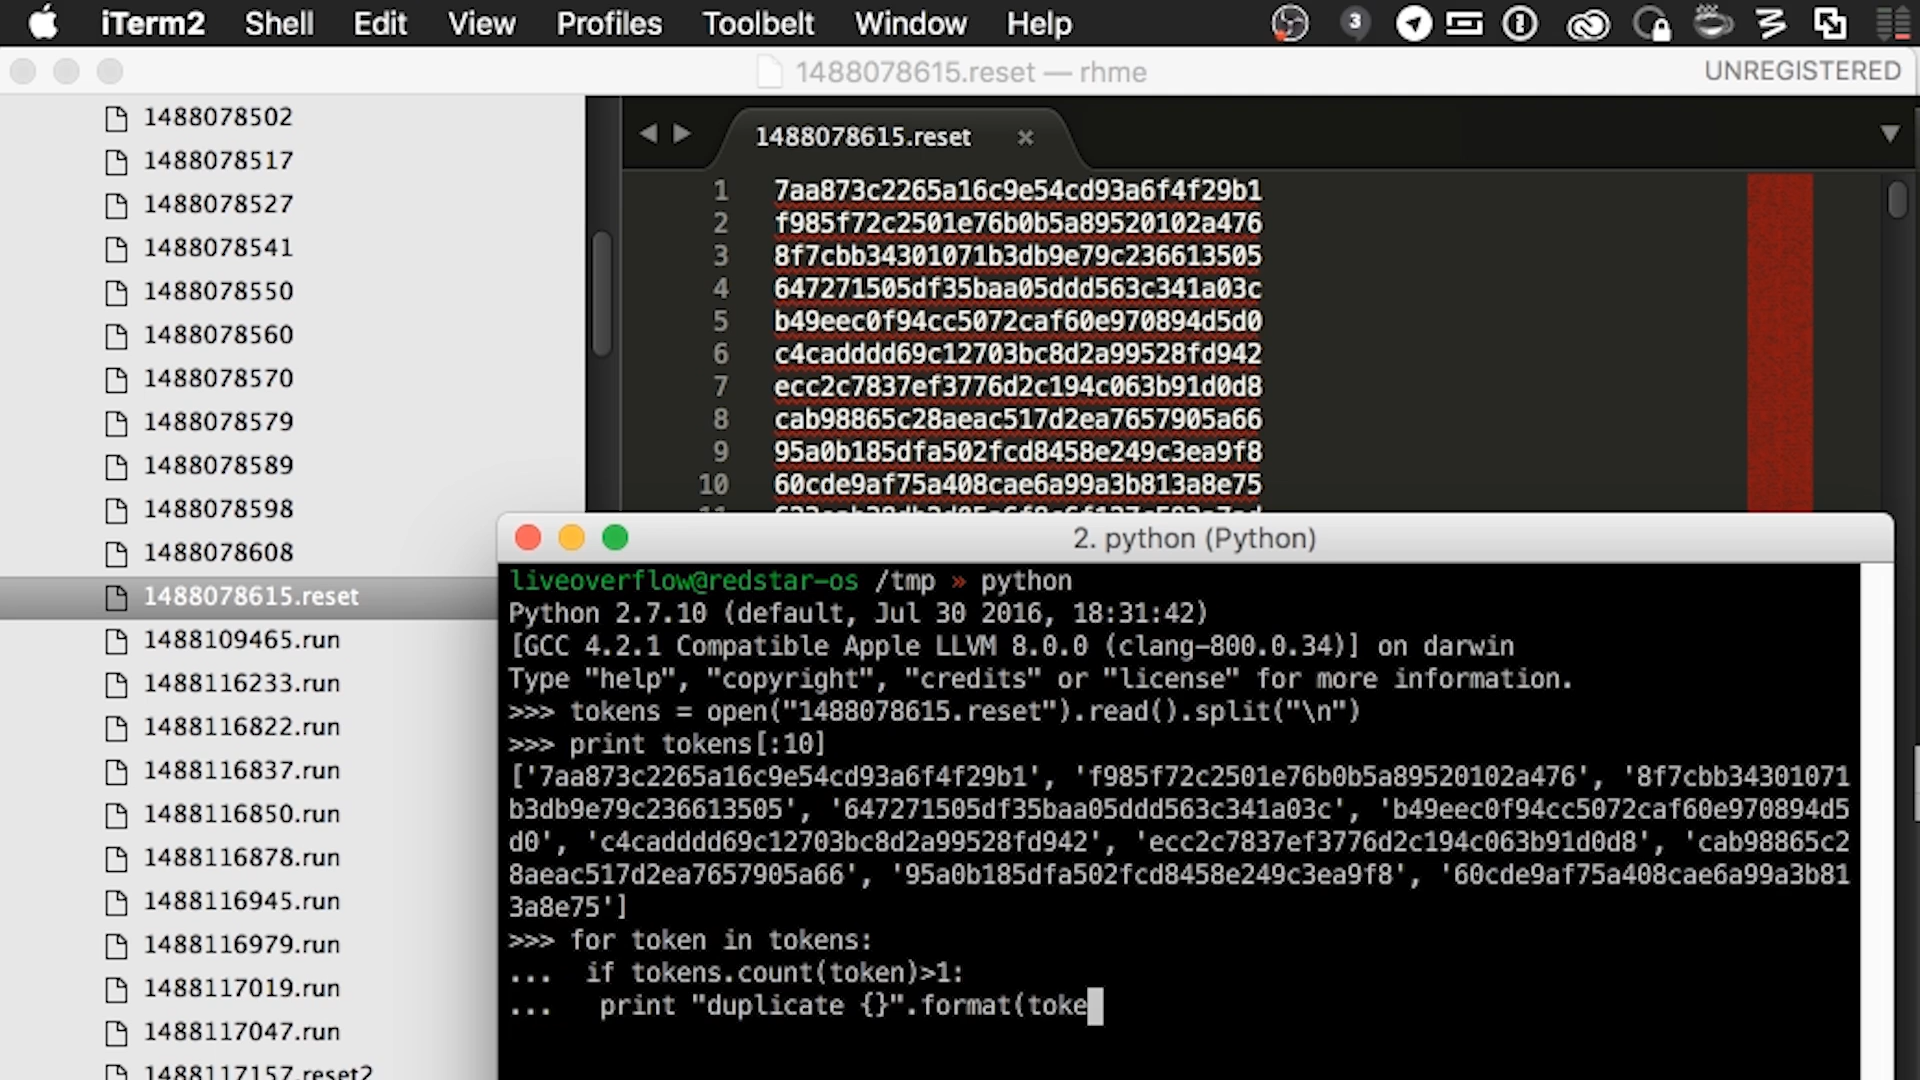 iTerm2 Shell Edit View Profiles Toolbelt Window Help 3
1488078615.reset — rhme UNREGISTERED
1488078502
1488078517
1488078527
1488078541
1488078550
1488078560
1488078570
1488078579
1488078589
1488078598
1488078608
1488078615.reset
1488109465.run
1488116233.run
1488116822.run
1488116837.run
1488116850.run
1488116878.run
1488116945.run
1488116979.run
1488117019.run
1488117047.run
1488117157.reset2
1488078615.reset ×
1 7aa873c2265a16c9e54cd93a6f4f29b1
2 f985f72c2501e76b0b5a89520102a476
3 8f7cbb34301071b3db9e79c236613505
4 647271505df35baa05ddd563c341a03c
5 b49eec0f94cc5072caf60e970894d5d0
6 c4cadddd69c12703bc8d2a99528fd942
7 ecc2c7837ef3776d2c194c063b91d0d8
8 cab98865c28aeac517d2ea7657905a66
9 95a0b185dfa502fcd8458e249c3ea9f8
10 60cde9af75a408cae6a99a3b813a8e75
2. python (Python)
liveoverflow@redstar-os /tmp » python
Python 2.7.10 (default, Jul 30 2016, 18:31:42)
[GCC 4.2.1 Compatible Apple LLVM 8.0.0 (clang-800.0.34)] on darwin
Type "help", "copyright", "credits" or "license" for more information.
>>> tokens = open("1488078615.reset").read().split("\n")
>>> print tokens[:10]
['7aa873c2265a16c9e54cd93a6f4f29b1', 'f985f72c2501e76b0b5a89520102a476', '8f7cbb34301071
b3db9e79c236613505', '647271505df35baa05ddd563c341a03c', 'b49eec0f94cc5072caf60e970894d5
d0', 'c4cadddd69c12703bc8d2a99528fd942', 'ecc2c7837ef3776d2c194c063b91d0d8', 'cab98865c2
8aeac517d2ea7657905a66', '95a0b185dfa502fcd8458e249c3ea9f8', '60cde9af75a408cae6a99a3b81
3a8e75']
>>> for token in tokens:
... if tokens.count(token)>1:
... print "duplicate {}".format(toke